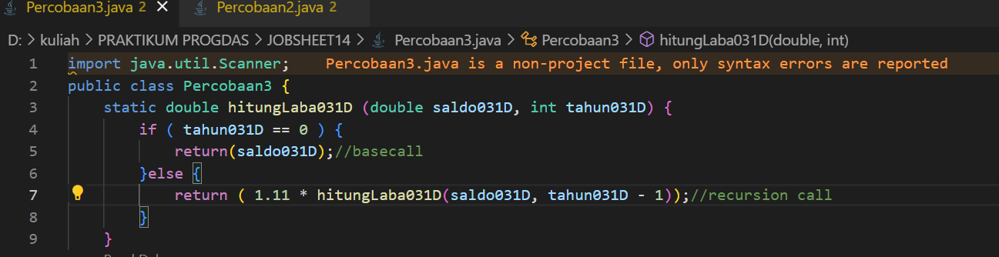 Percobaan3.java 2 × Percobaan2.java 2
D: > kuliah > PRAKTIKUM PROGDAS > JOBSHEET14 > Percobaan3.java > Percobaan3 > hitungLaba031D(double, int)
1 import java.util.Scanner; Percobaan3.java is a non-project file, only syntax errors are reported
2 public class Percobaan3 {
3 static double hitungLaba031D (double saldo031D, int tahun031D) {
4 if ( tahun031D == 0 ) {
5 return(saldo031D);//basecall
6 }else {
7 return ( 1.11 * hitungLaba031D(saldo031D, tahun031D - 1));//recursion call
8 }
9 }